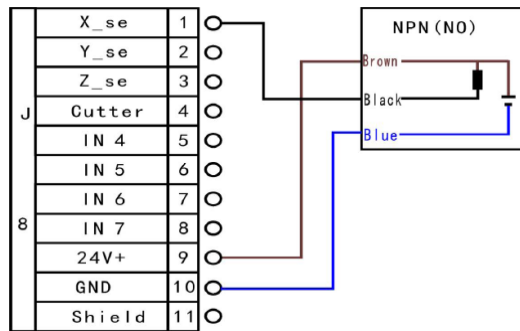 X_se 1
Y_se 2
Z_se 3
J Cutter 4
IN 4 5
IN 5 6
IN 6 7
8 IN 7 8
24V+ 9
GND 10
Shield 11
NPN(NO)
Brown
Black
Blue